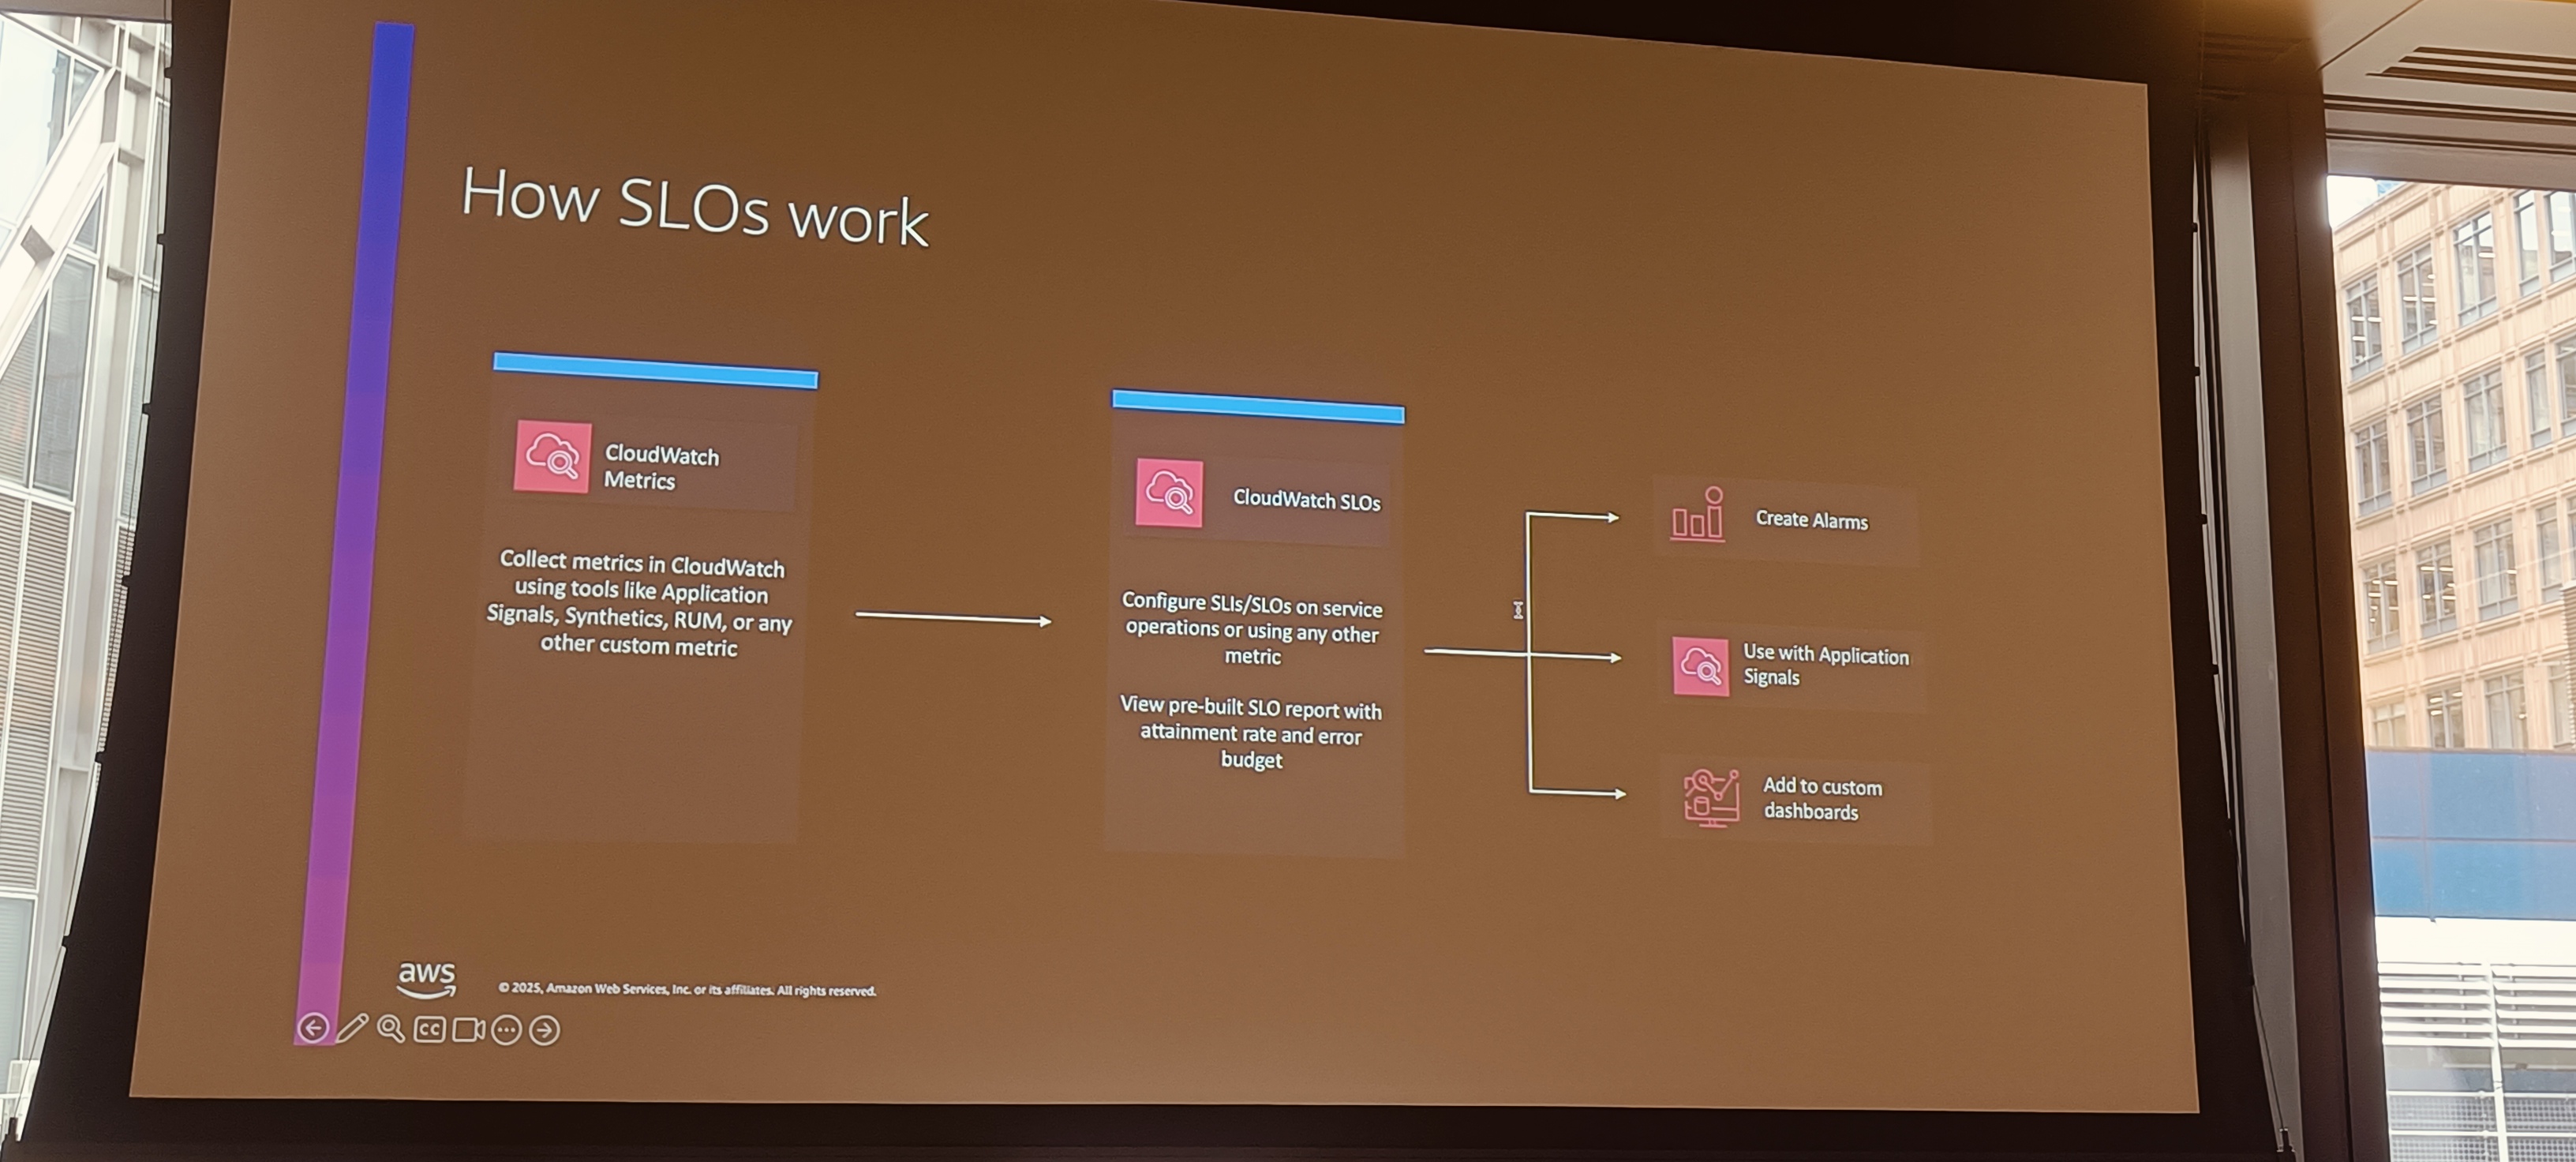 How SLOs work
CloudWatch
Metrics
Collect metrics in CloudWatch
using tools like Application
Signals, Synthetics, RUM, or any
other custom metric
CloudWatch SLOs
Configure SLIs/SLOs on service
operations or using any other
metric
View pre-built SLO report with
attainment rate and error
budget
Create Alarms
Use with Application
Signals
Add to custom
dashboards
aws
© 2025, Amazon Web Services, Inc. or its affiliates. All rights reserved.
CC